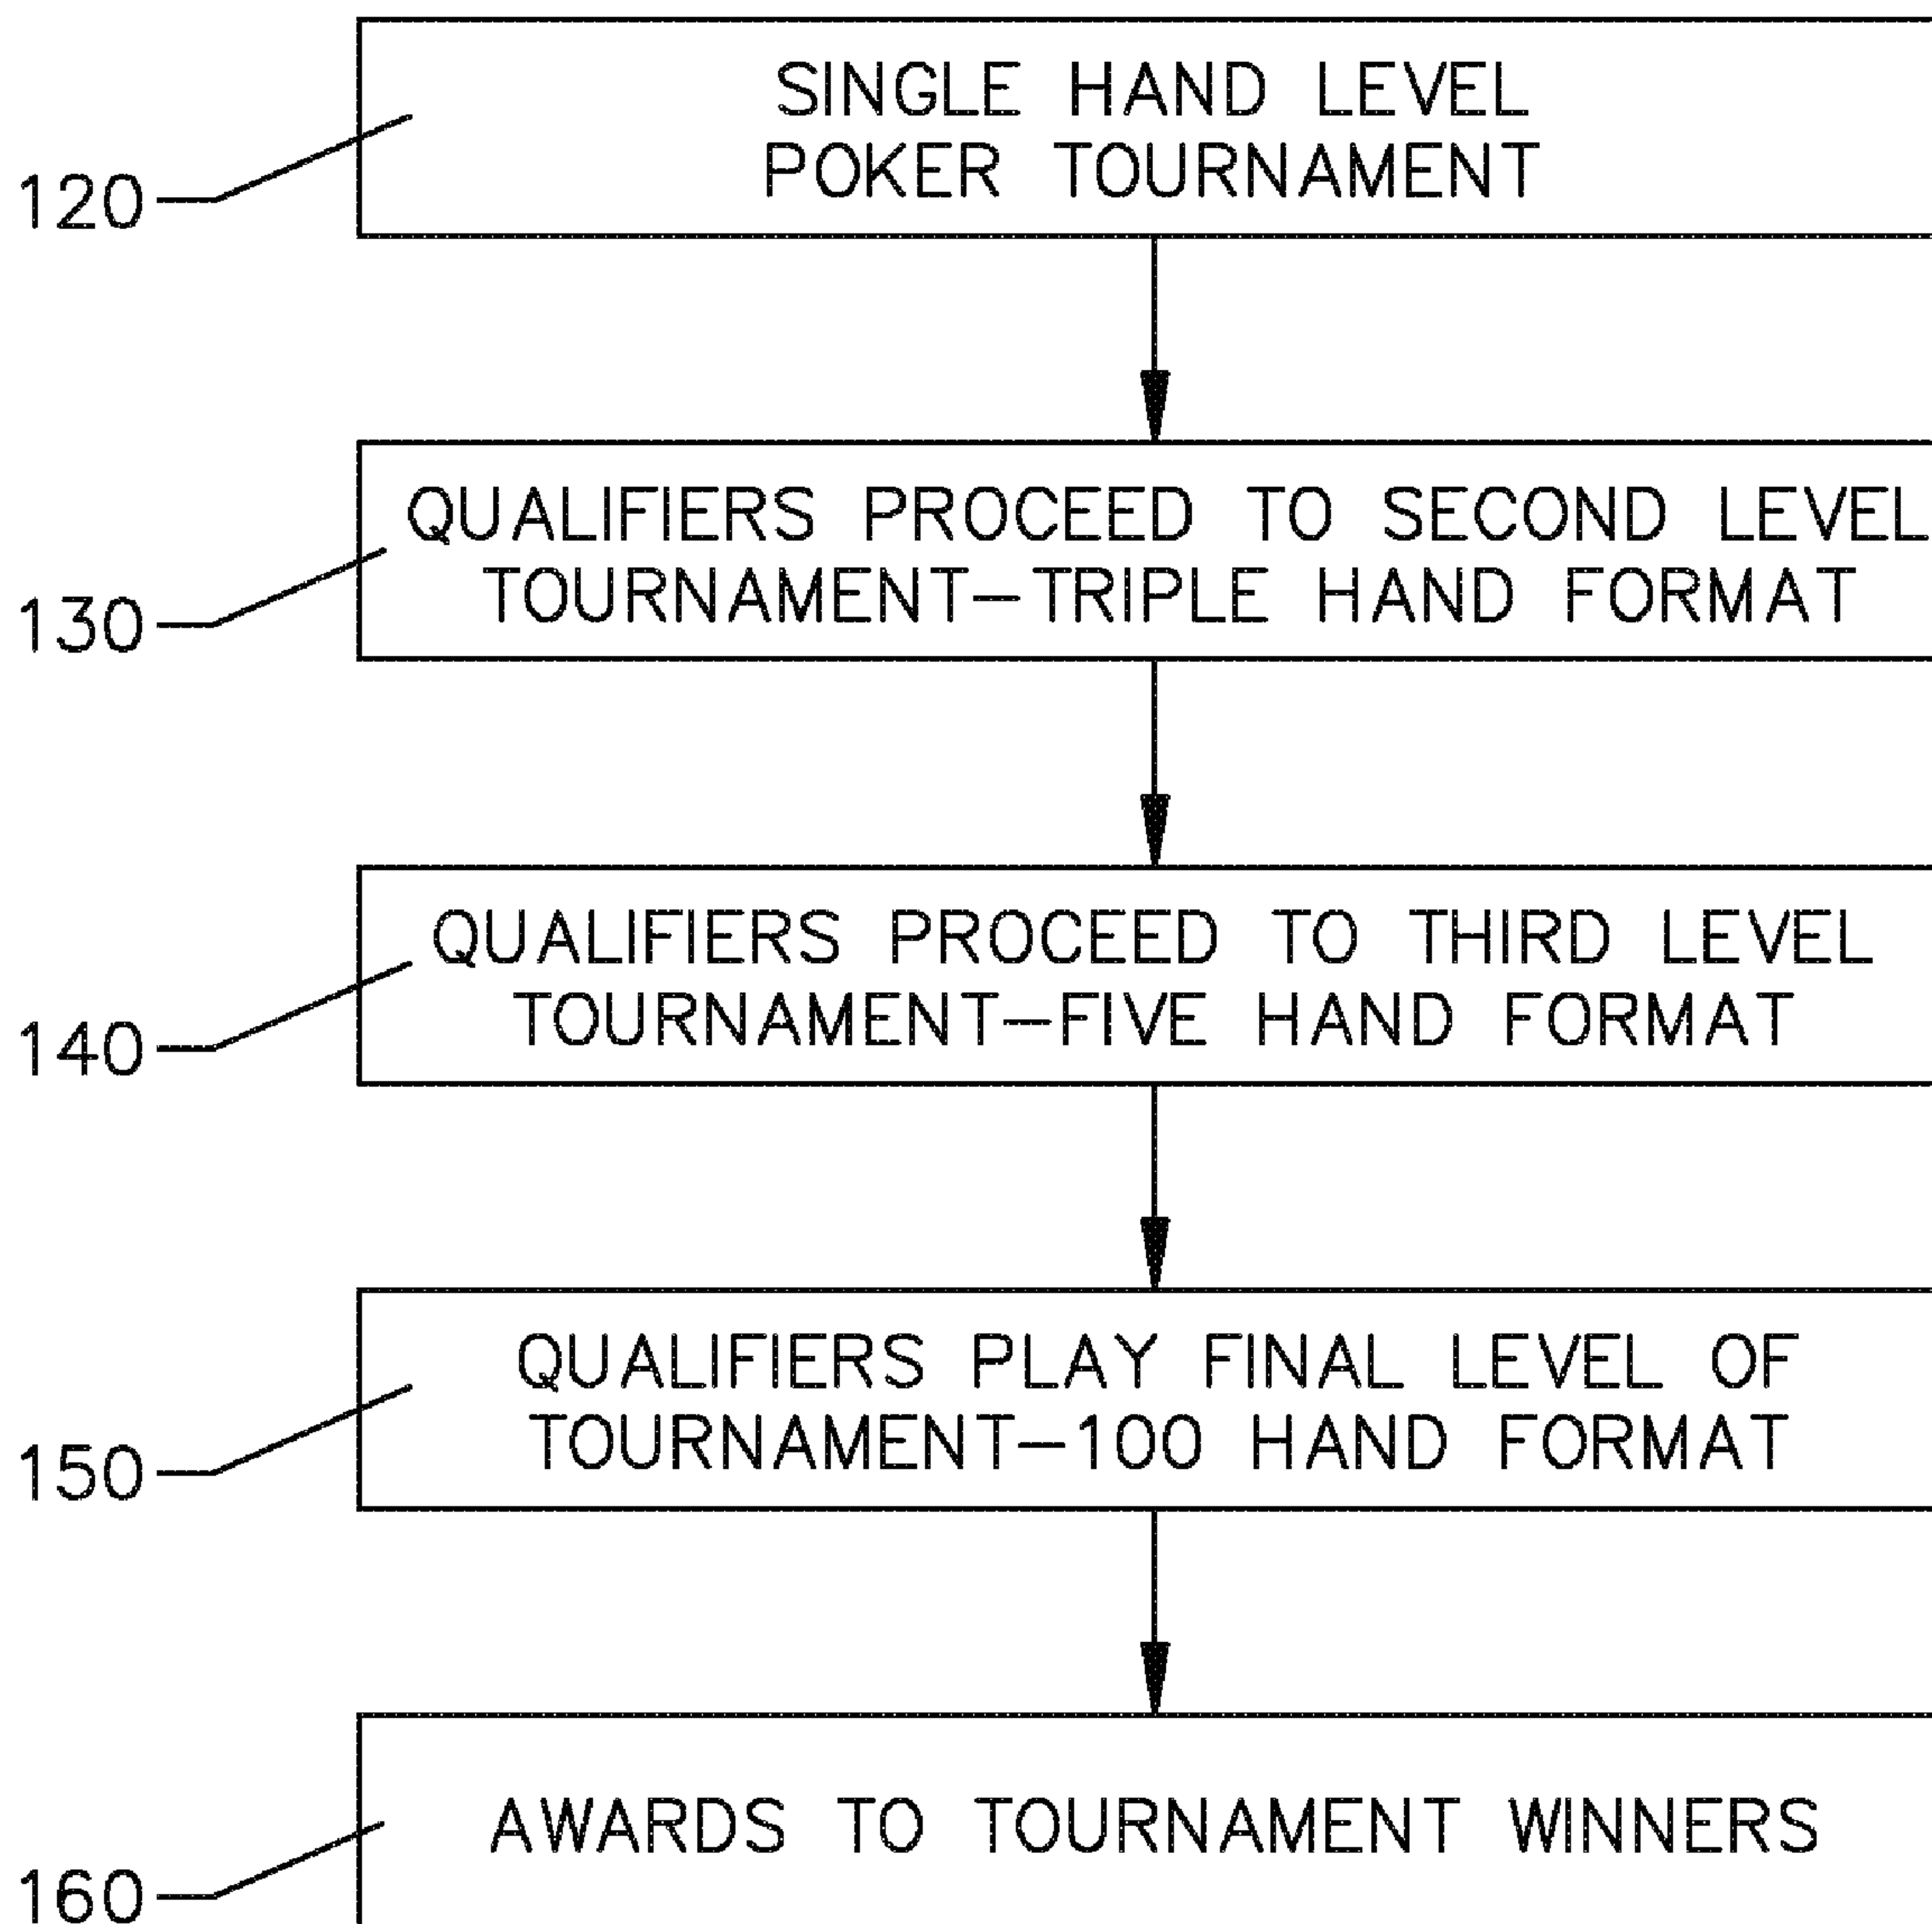 SINGLE HAND LEVEL
POKER TOURNAMENT
120
QUALIFIERS PROCEED TO SECOND LEVEL
TOURNAMENT-TRIPLE HAND FORMAT
130
QUALIFIERS PROCEED TO THIRD LEVEL
TOURNAMENT-FIVE HAND FORMAT
140
QUALIFIERS PLAY FINAL LEVEL OF
TOURNAMENT-100 HAND FORMAT
150
AWARDS TO TOURNAMENT WINNERS
160